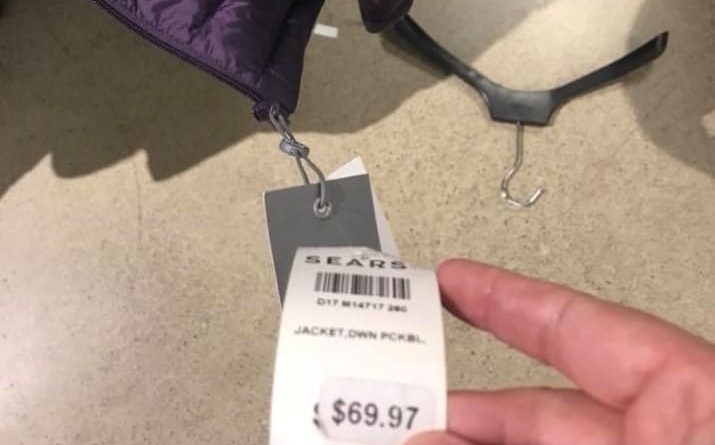 SEARS
D17 M14717 260
JACKET,DWN PCKBL,
$69.97